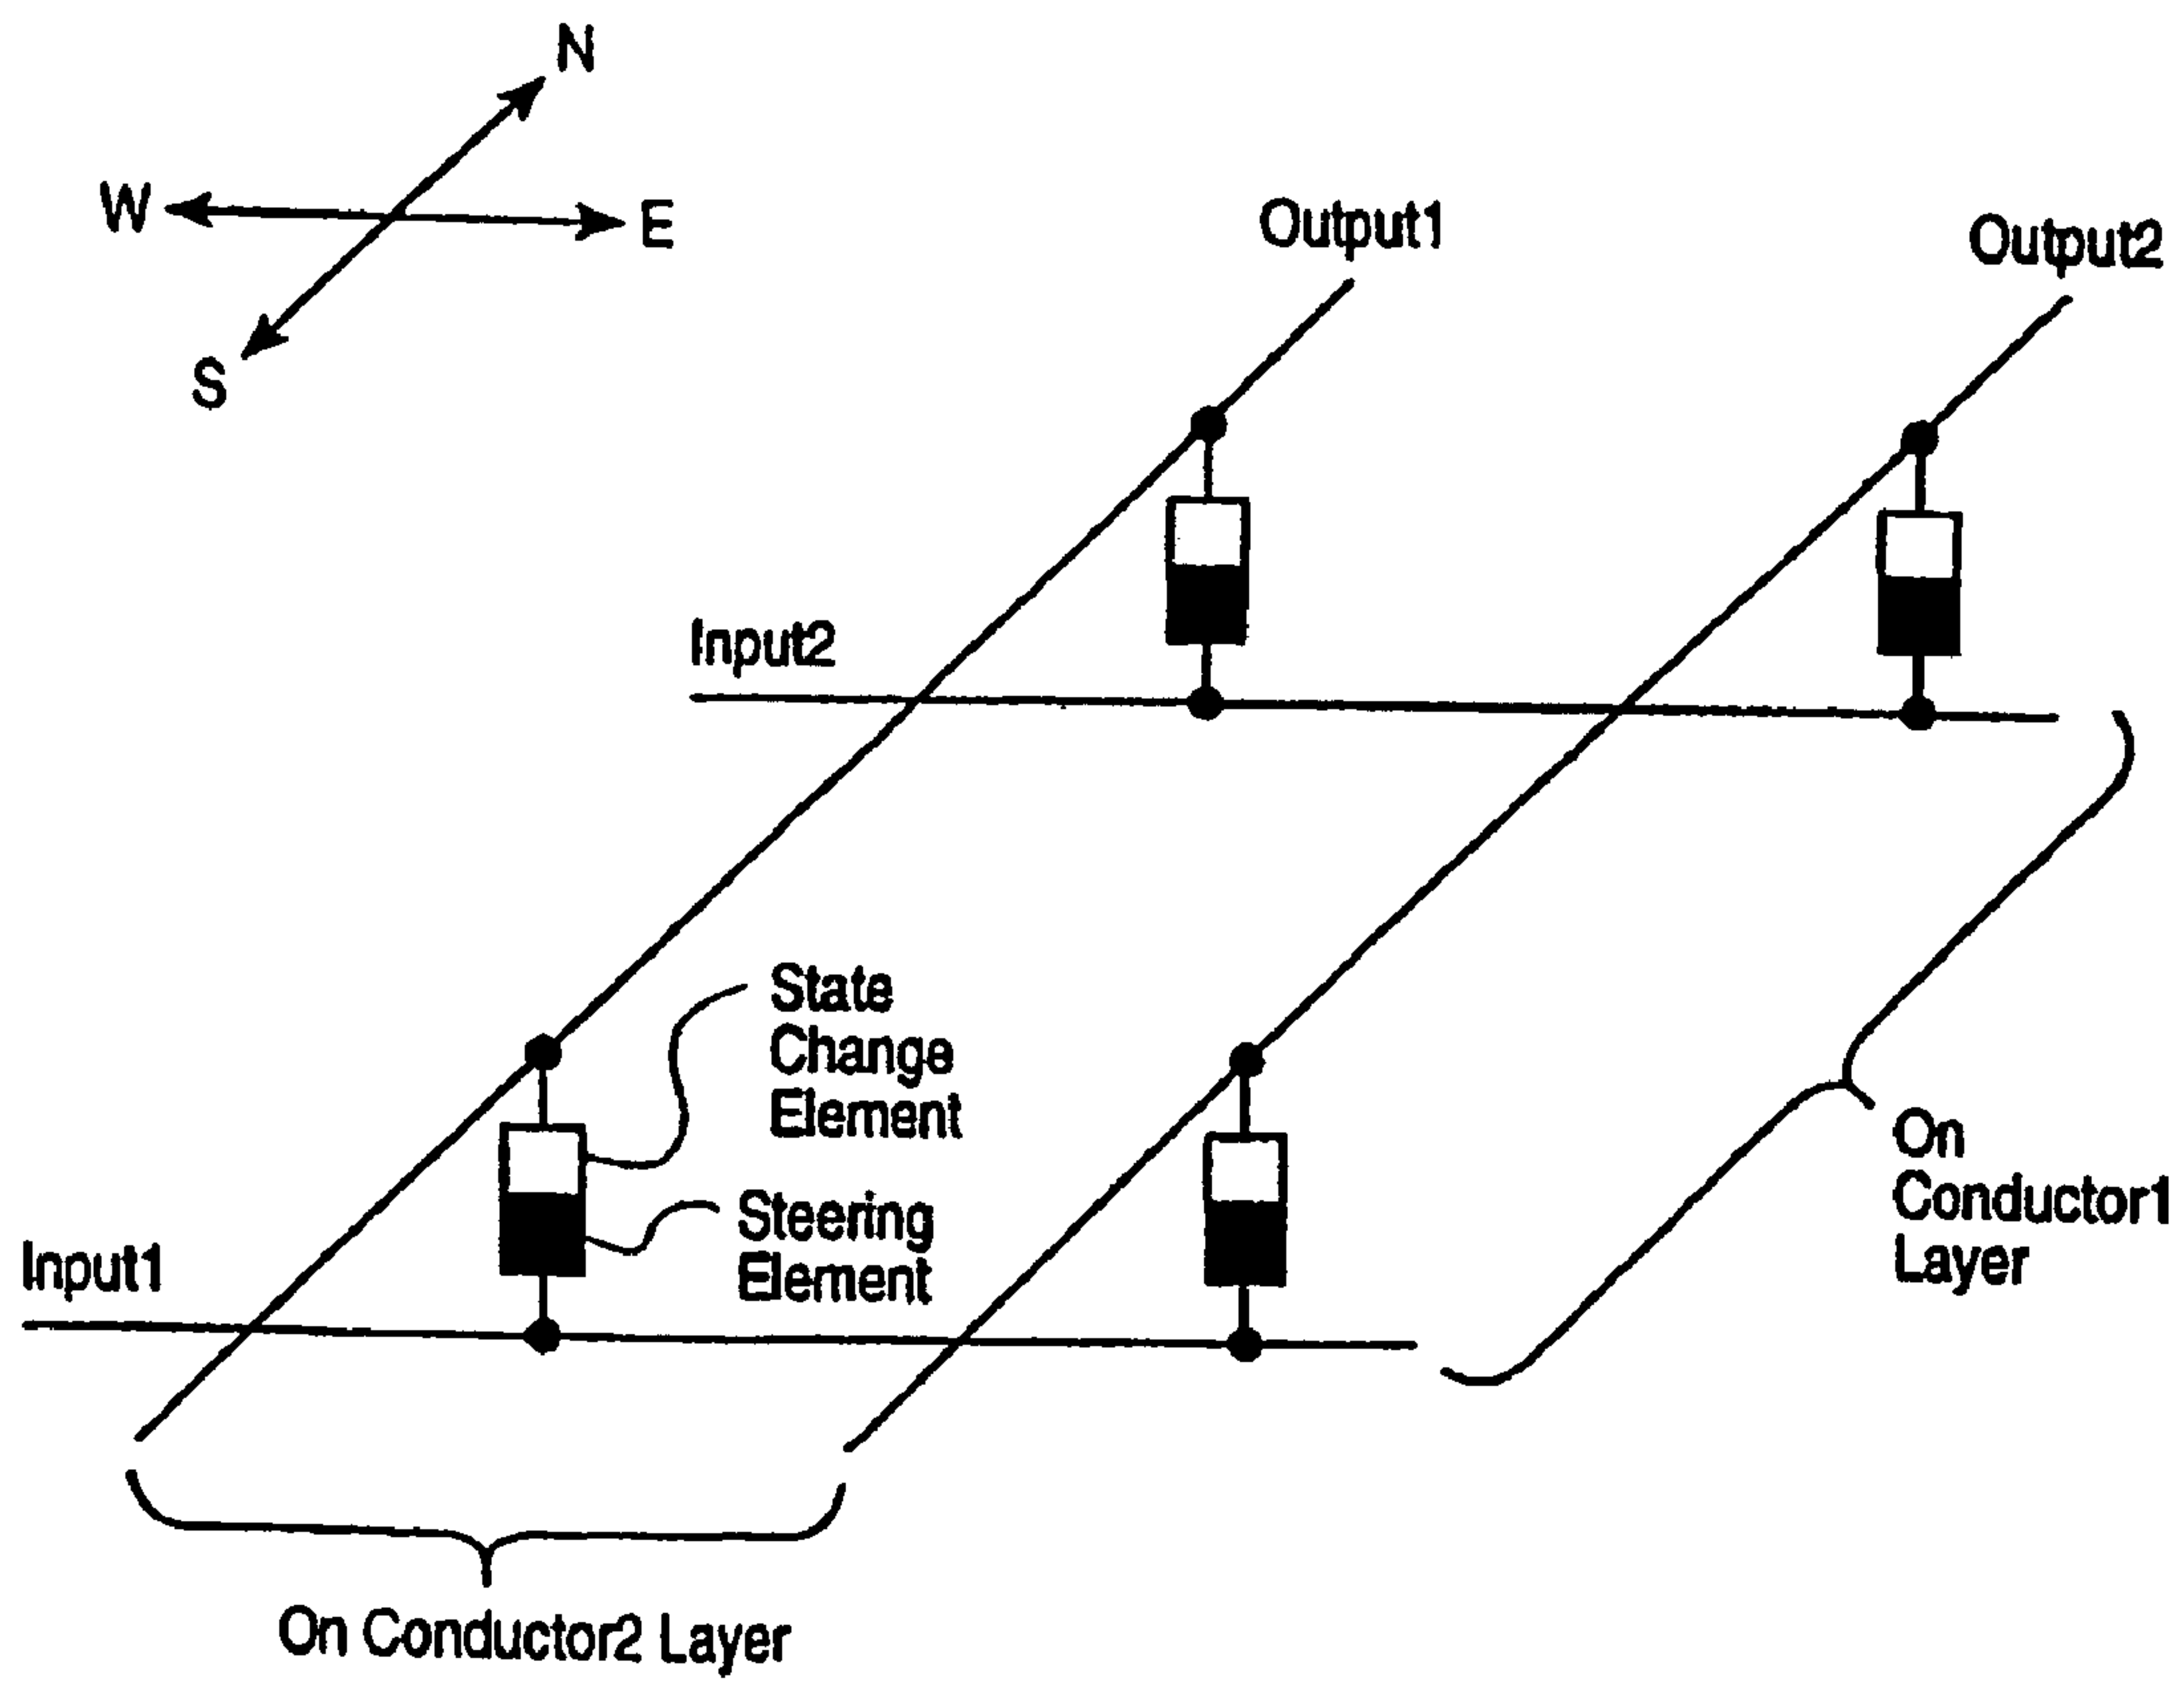 N
W
E
S
Output1
Output2
Input2
State
Change
Element
Steering
Element
Input1
On
Conductor1
Layer
On Conductor2 Layer